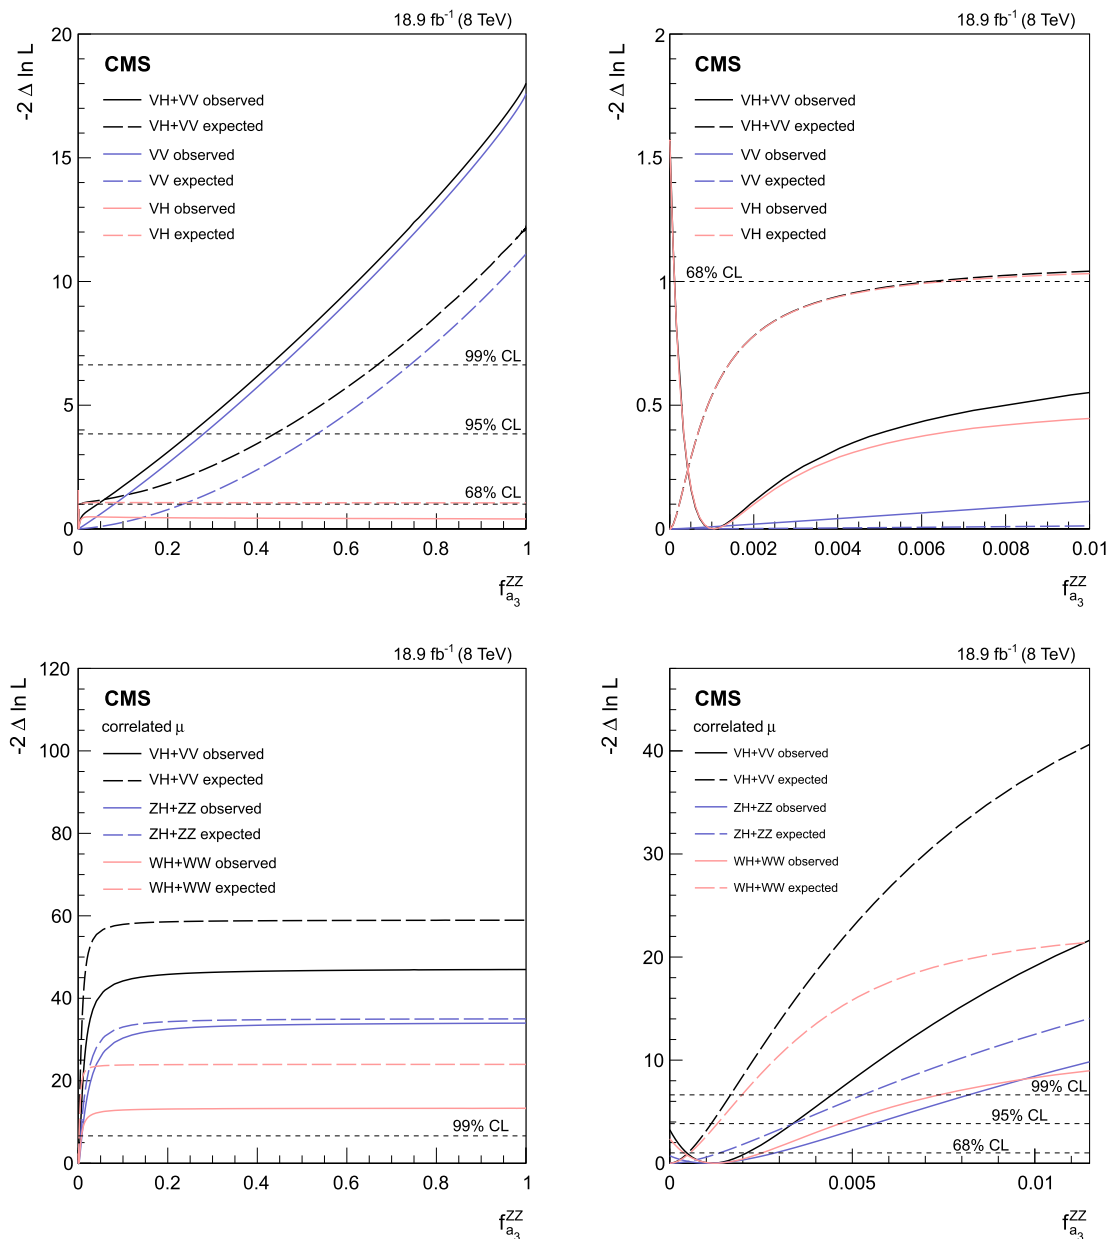 18.9 fb-1 (8 TeV)
-2 Δ ln L
20
15
10
5
0
CMS
VH+VV observed
VH+VV expected
VV observed
VV expected
VH observed
VH expected
99% CL
95% CL
68% CL
0
0.2
0.4
0.6
0.8
1
f ZZ a3
18.9 fb-1 (8 TeV)
-2 Δ ln L
2
1.5
1
0.5
0
CMS
VH+VV observed
VH+VV expected
VV observed
VV expected
VH observed
VH expected
68% CL
0
0.002
0.004
0.006
0.008
0.01
f ZZ a3
18.9 fb-1 (8 TeV)
-2 Δ ln L
120
100
80
60
40
20
0
CMS
correlated μ
VH+VV observed
VH+VV expected
ZH+ZZ observed
ZH+ZZ expected
WH+WW observed
WH+WW expected
99% CL
0
0.2
0.4
0.6
0.8
1
f ZZ a3
18.9 fb-1 (8 TeV)
-2 Δ ln L
40
30
20
10
0
CMS
correlated μ
VH+VV observed
VH+VV expected
ZH+ZZ observed
ZH+ZZ expected
WH+WW observed
WH+WW expected
99% CL
95% CL
68% CL
0
0.005
0.01
f ZZ a3